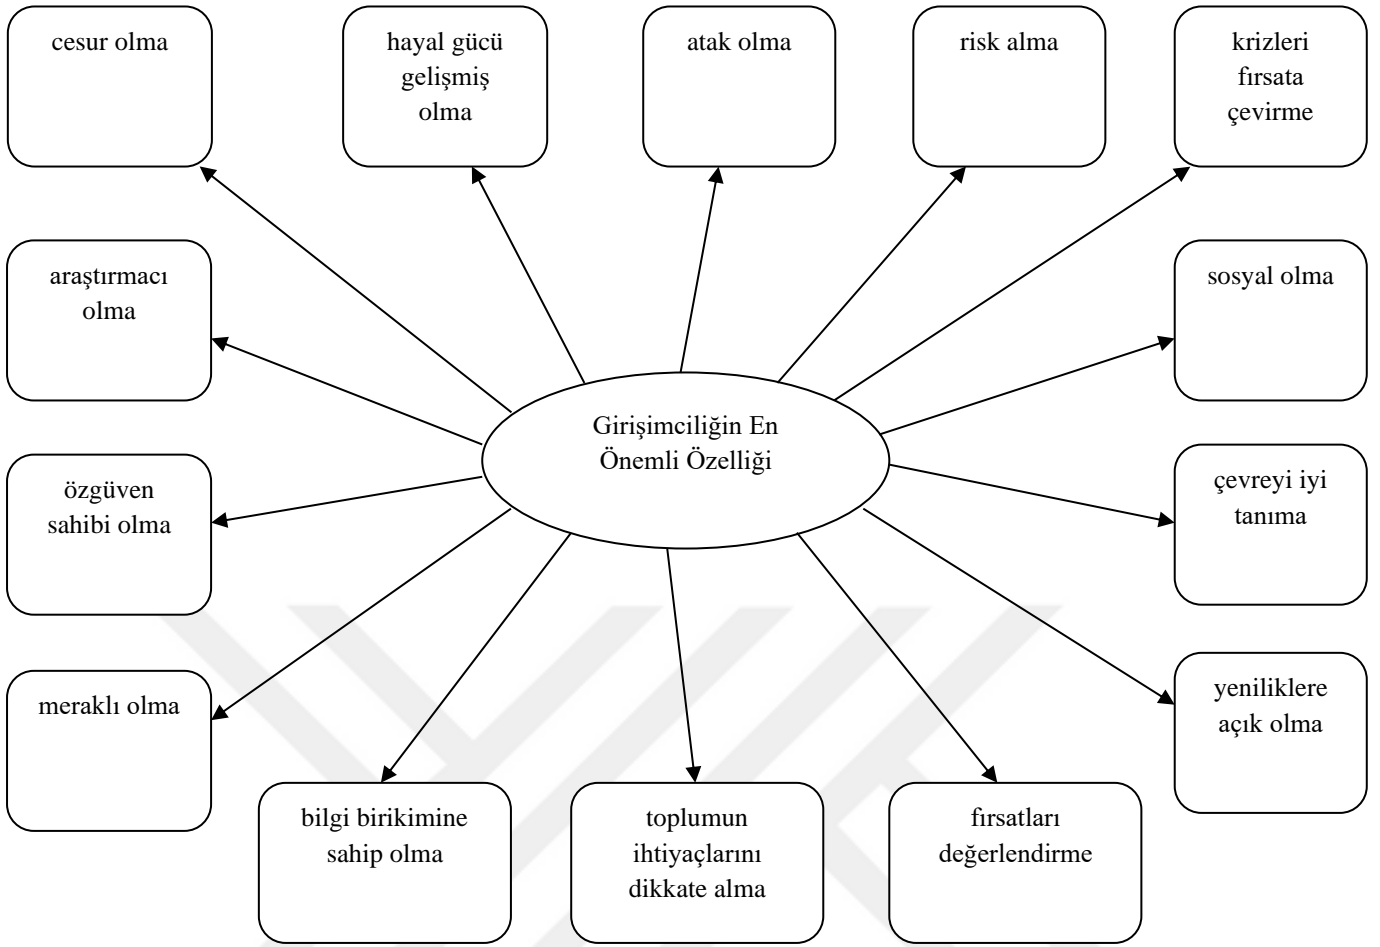 cesur olma
hayal gücü
gelişmiş
olma
atak olma
risk alma
krizleri
fırsata
çevirme
araştırmacı
olma
sosyal olma
Girişimciliğin En
Önemli Özelliği
özgüven
sahibi olma
çevreyi iyi
tanıma
meraklı olma
yeniliklere
açık olma
bilgi birikimine
sahip olma
toplumun
ihtiyaçlarını
dikkate alma
fırsatları
değerlendirme